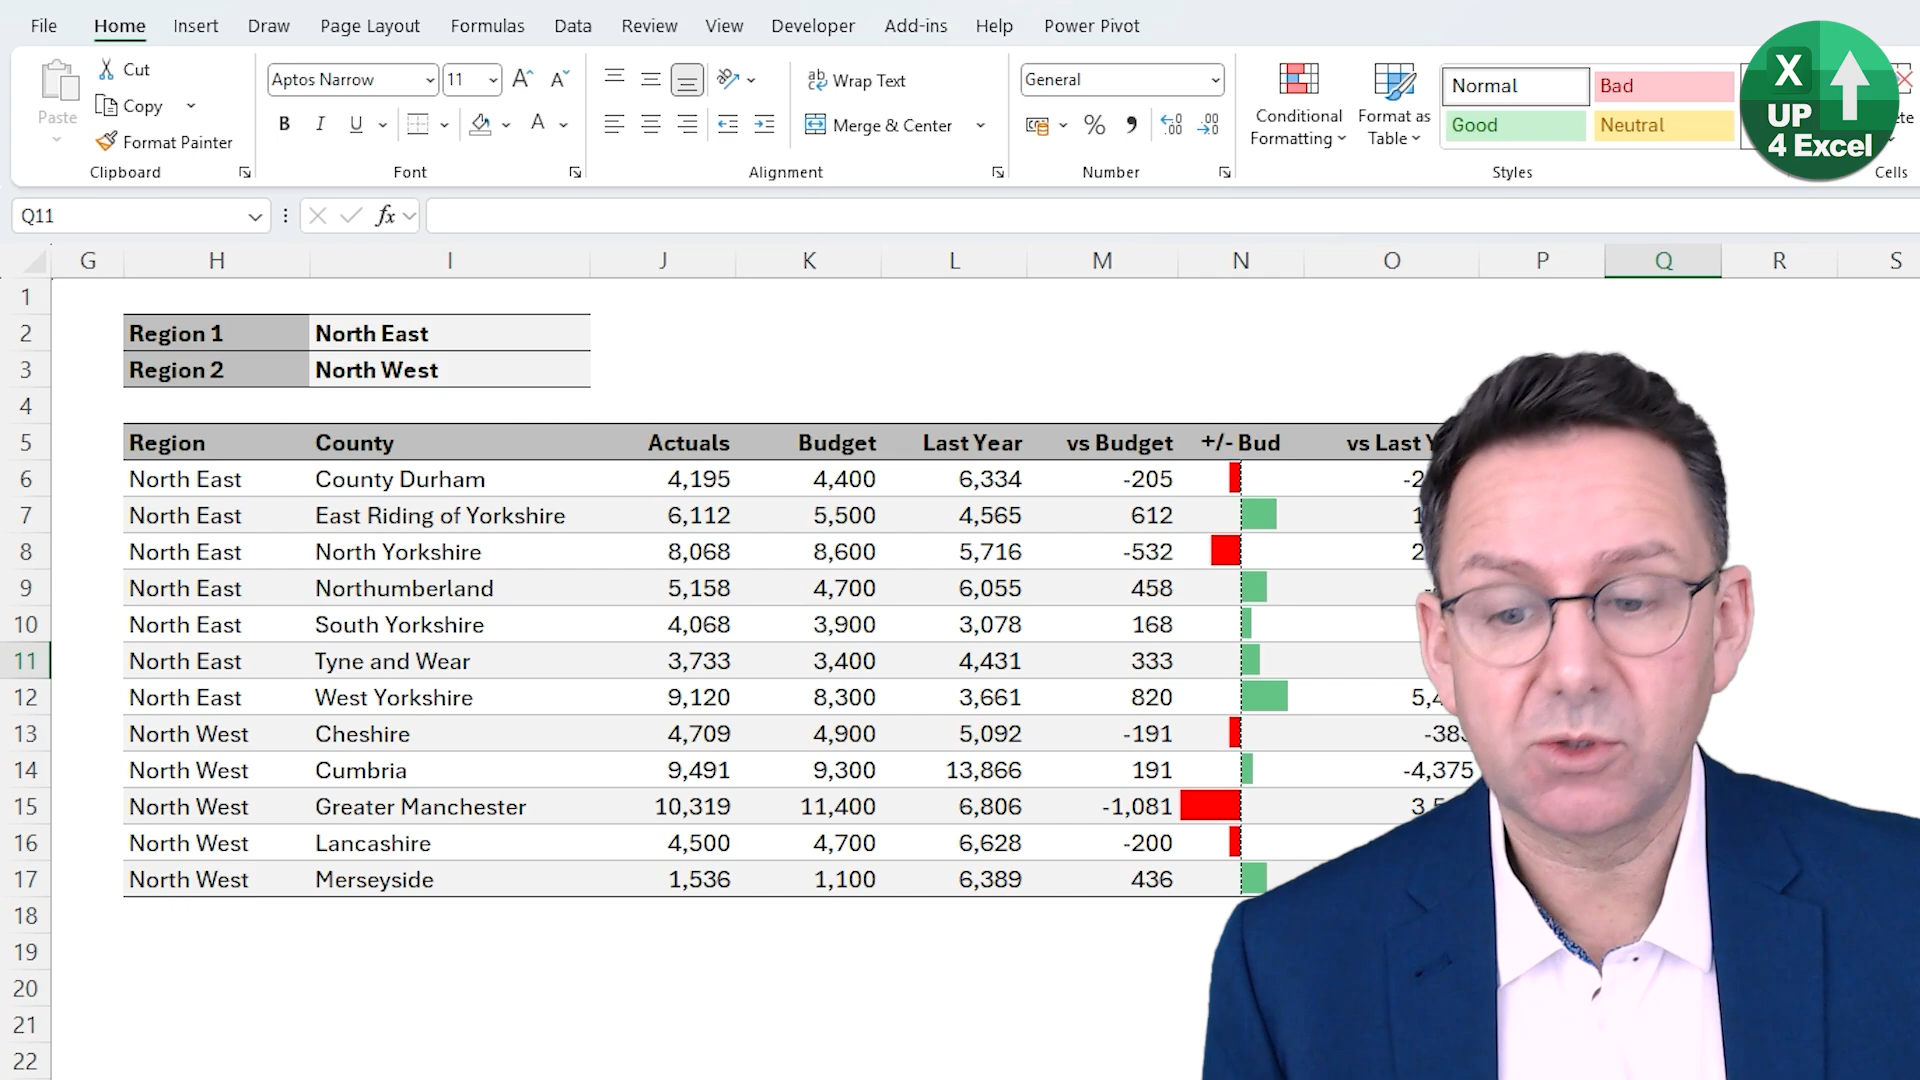 File Home Insert Draw Page Layout Formulas Data Review View Developer Add-ins Help Power Pivot
Paste Cut Copy Format Painter
Clipboard
Aptos Narrow 11 A A
B I U A
Font
Wrap Text
Merge & Center
Alignment
General
% 9
Number
Conditional Formatting
Format as Table
Normal Bad
Good Neutral
Styles
Cells
X
UP
4 Excel
Q11 fx
G H I J K L M N O P Q R S
1
2 Region 1 North East
3 Region 2 North West
4
5 Region County Actuals Budget Last Year vs Budget +/- Bud vs Last
6 North East County Durham 4,195 4,400 6,334 -205
7 North East East Riding of Yorkshire 6,112 5,500 4,565 612
8 North East North Yorkshire 8,068 8,600 5,716 -532
9 North East Northumberland 5,158 4,700 6,055 458
10 North East South Yorkshire 4,068 3,900 3,078 168
11 North East Tyne and Wear 3,733 3,400 4,431 333
12 North East West Yorkshire 9,120 8,300 3,661 820
13 North West Cheshire 4,709 4,900 5,092 -191
14 North West Cumbria 9,491 9,300 13,866 191 -4,375
15 North West Greater Manchester 10,319 11,400 6,806 -1,081
16 North West Lancashire 4,500 4,700 6,628 -200
17 North West Merseyside 1,536 1,100 6,389 436
18
19
20
21
22